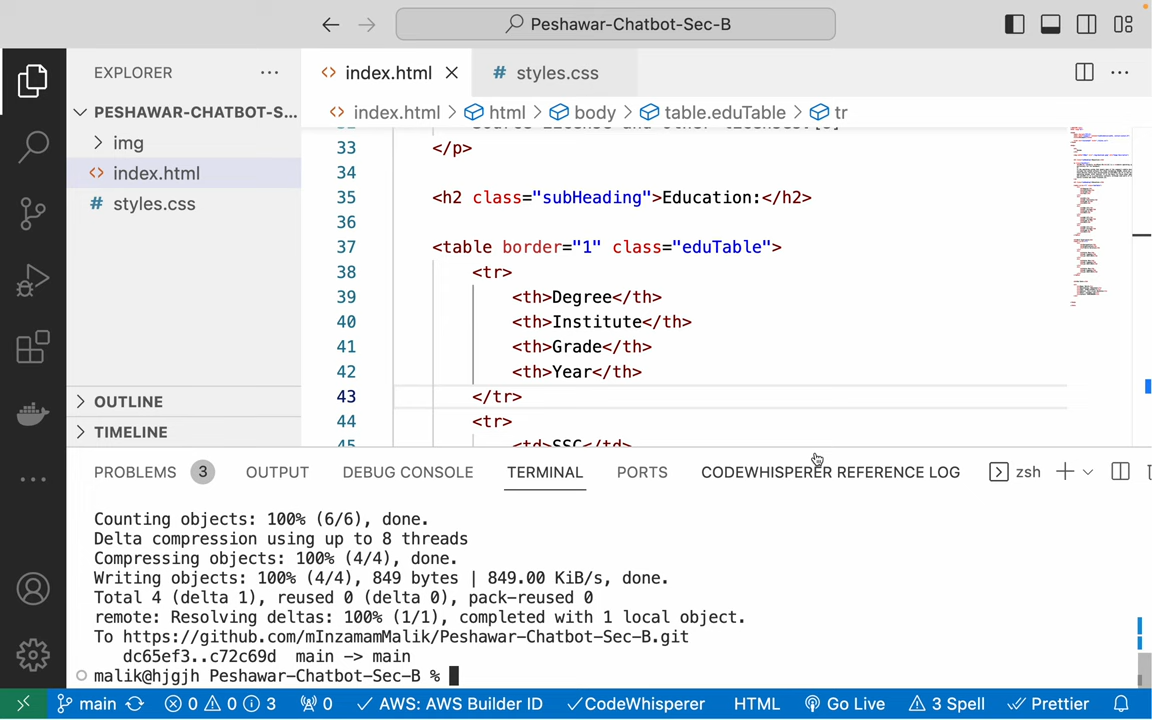 Peshawar-Chatbot-Sec-B
EXPLORER
PESHAWAR-CHATBOT-S...
img
index.html
styles.css
OUTLINE
TIMELINE
index.html
styles.css
index.html > html > body > table.eduTable > tr
33 </p>
34
35 <h2 class="subHeading">Education:</h2>
36
37 <table border="1" class="eduTable">
38 <tr>
39 <th>Degree</th>
40 <th>Institute</th>
41 <th>Grade</th>
42 <th>Year</th>
43 </tr>
44 <tr>
45 <td>SSC</td>
PROBLEMS 3 OUTPUT DEBUG CONSOLE TERMINAL PORTS CODEWHISPERER REFERENCE LOG zsh
Counting objects: 100% (6/6), done.
Delta compression using up to 8 threads
Compressing objects: 100% (4/4), done.
Writing objects: 100% (4/4), 849 bytes | 849.00 KiB/s, done.
Total 4 (delta 1), reused 0 (delta 0), pack-reused 0
remote: Resolving deltas: 100% (1/1), completed with 1 local object.
To https://github.com/mInzamamMalik/Peshawar-Chatbot-Sec-B.git
dc65ef3..c72c69d main -> main
malik@hjgjh Peshawar-Chatbot-Sec-B %
main 0 0 3 0 AWS: AWS Builder ID CodeWhisperer HTML Go Live 3 Spell Prettier